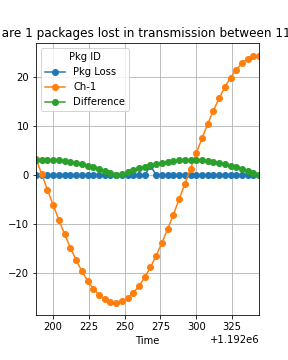 are 1 packages lost in transmission between 11
Pkg ID
Pkg Loss
Ch-1
Difference
20
10
0
−10
−20
200
225
250
275
300
325
+1.192e6
Time